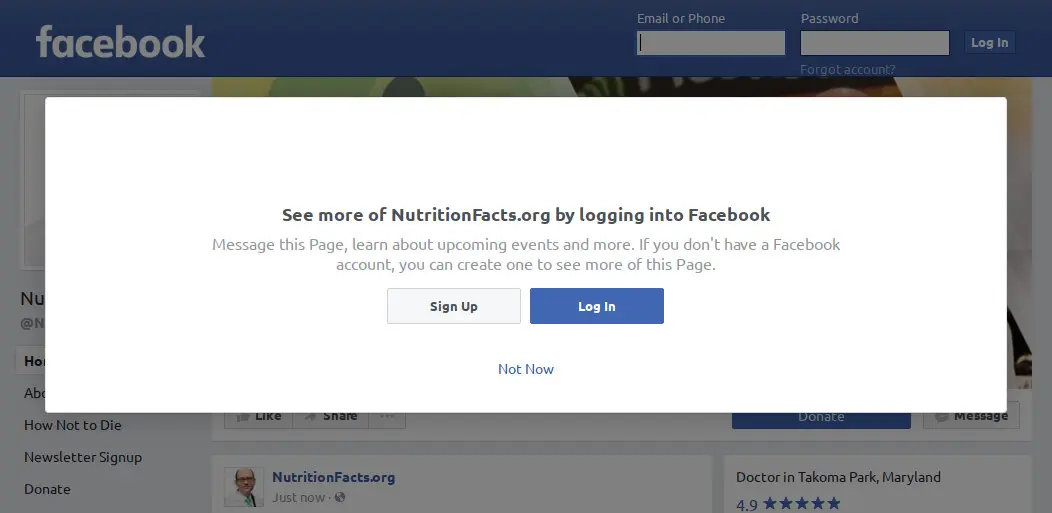 facebook
Email or Phone
Password
Log In
Forgot account?
See more of NutritionFacts.org by logging into Facebook
Message this Page, learn about upcoming events and more. If you don't have a Facebook
account, you can create one to see more of this Page.
Sign Up
Log In
Not Now
Like
Share
Donate
Message
How Not to Die
Newsletter Signup
Donate
NutritionFacts.org
Just now ·
Doctor in Takoma Park, Maryland
4.9 ★★★★★